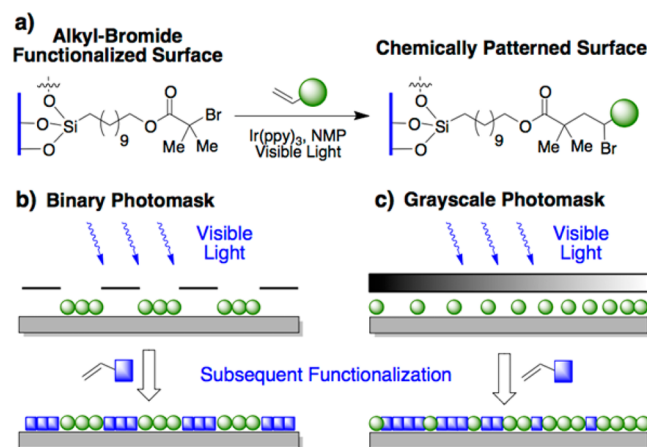 a)
Alkyl-Bromide
Functionalized Surface
Chemically Patterned Surface
O
O
Si
O
9
O
O
Br
Me Me
Ir(ppy)3, NMP
Visible Light
O
O
Si
O
9
O
O
Me Me
Br
b) Binary Photomask
Visible
Light
c) Grayscale Photomask
Visible
Light
Subsequent Functionalization